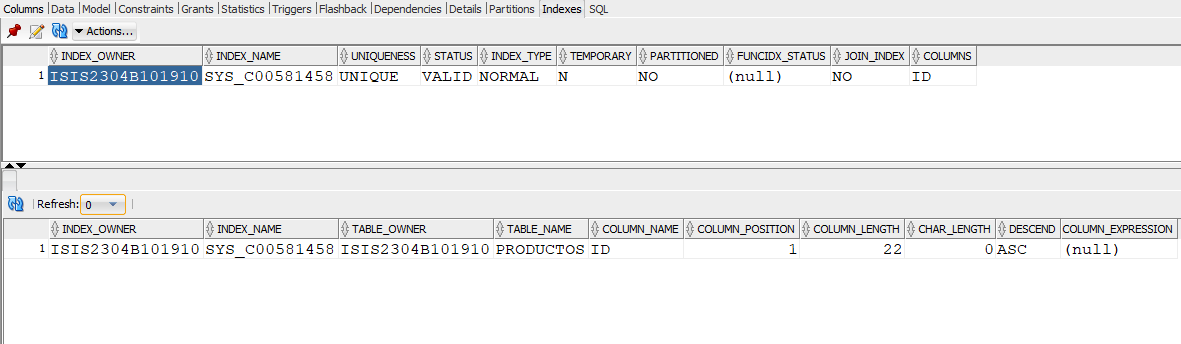 Columns Data Model Constraints Grants Statistics Triggers Flashback Dependencies Details Partitions Indexes SQL
Actions...
INDEX_OWNER INDEX_NAME UNIQUENESS STATUS INDEX_TYPE TEMPORARY PARTITIONED FUNCIDX_STATUS JOIN_INDEX COLUMNS
1 ISIS2304B101910 SYS_C00581458 UNIQUE VALID NORMAL N NO (null) NO ID
Refresh: 0
INDEX_OWNER INDEX_NAME TABLE_OWNER TABLE_NAME COLUMN_NAME COLUMN_POSITION COLUMN_LENGTH CHAR_LENGTH DESCEND COLUMN_EXPRESSION
1 ISIS2304B101910 SYS_C00581458 ISIS2304B101910 PRODUCTOS ID 1 22 0 ASC (null)